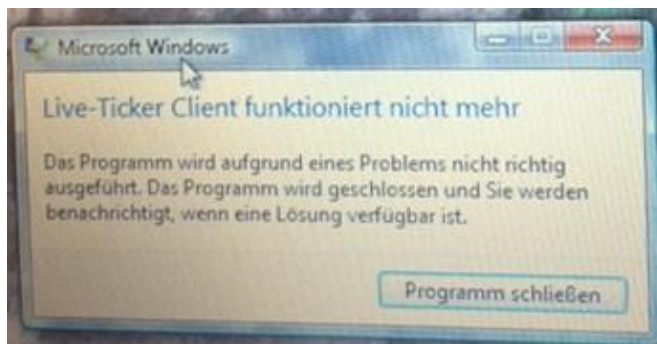 Microsoft Windows
Live-Ticker Client funktioniert nicht mehr
Das Programm wird aufgrund eines Problems nicht richtig
ausgeführt. Das Programm wird geschlossen und Sie werden
benachrichtigt, wenn eine Lösung verfügbar ist.
Programm schließen